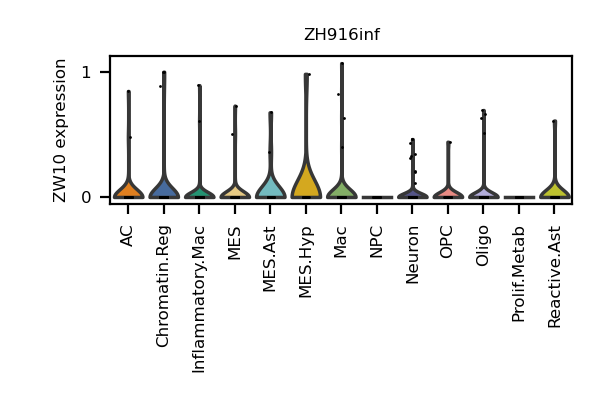 ZH916inf
ZW10 expression
1
0
AC
Chromatin.Reg
Inflammatory.Mac
MES
MES.Ast
MES.Hyp
Mac
NPC
Neuron
OPC
Oligo
Prolif.Metab
Reactive.Ast